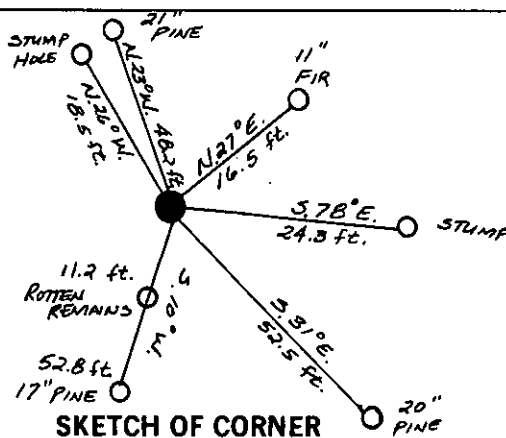 21" PINE
STUMP
HOLE
N.26°W.
18.5 ft.
N.23°W. 48.2 ft.
11"
FIR
N.27°E.
16.5 ft.
S.78°E.
24.3 ft.
STUMP
11.2 ft.
ROTTEN
REMAINS
10°W.
52.8 ft.
17" PINE
S.31°E.
52.5 ft.
20"
PINE
SKETCH OF CORNER